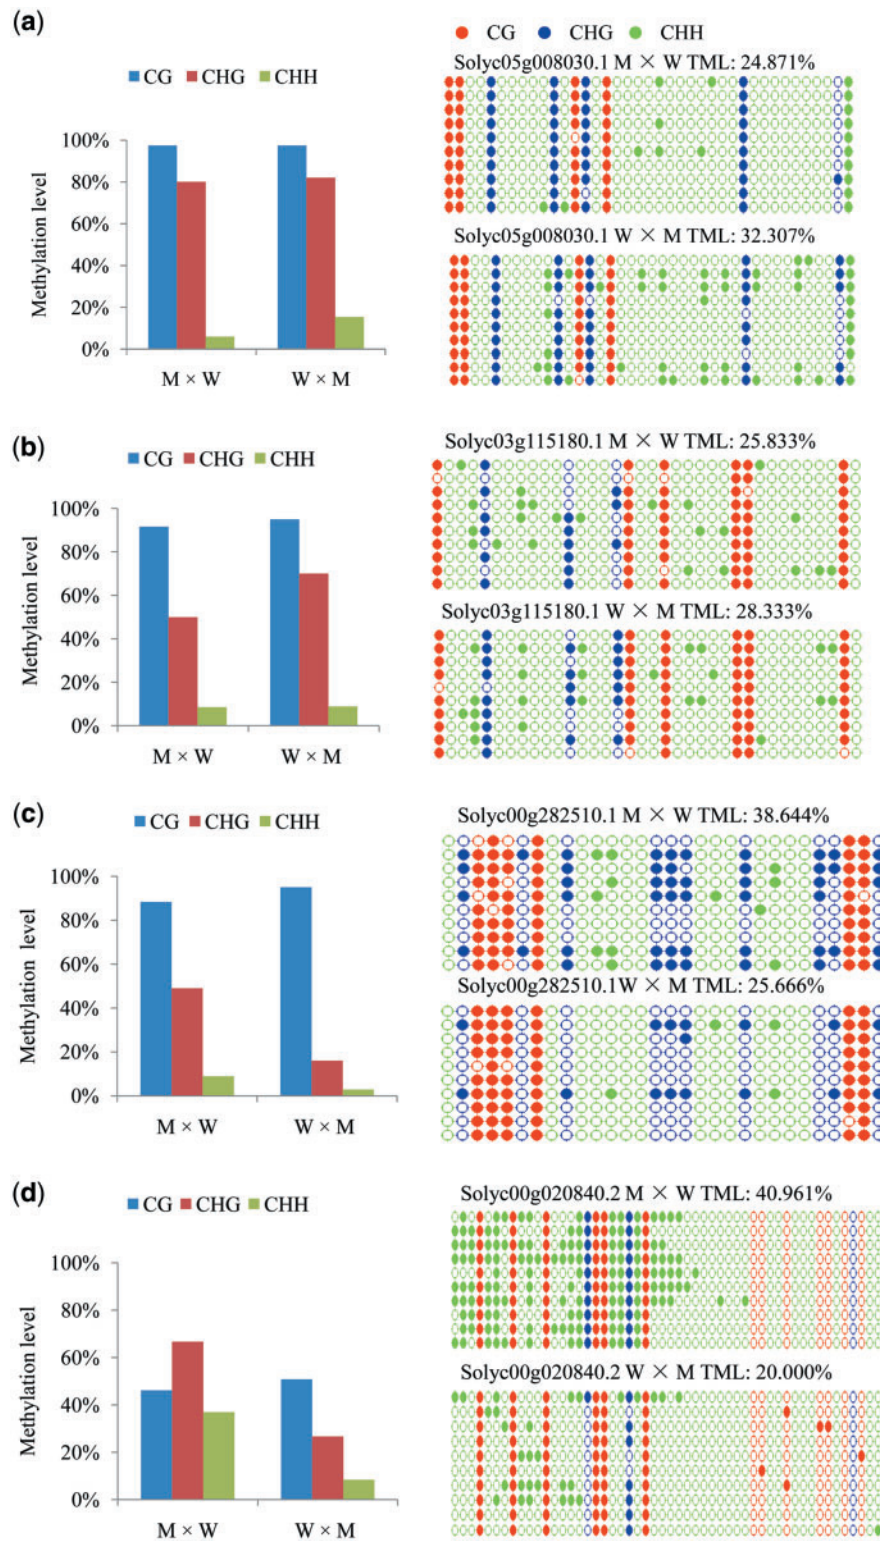 (a)
CG CHG CHH
CG CHG CHH
Solyc05g008030.1 M × W TML: 24.871%
Methylation level
100%
80%
60%
40%
20%
0%
M × W W × M
Solyc05g008030.1 W × M TML: 32.307%
(b)
CG CHG CHH
Solyc03g115180.1 M × W TML: 25.833%
Methylation level
100%
80%
60%
40%
20%
0%
M × W W × M
Solyc03g115180.1 W × M TML: 28.333%
(c)
CG CHG CHH
Solyc00g282510.1 M × W TML: 38.644%
Methylation level
100%
80%
60%
40%
20%
0%
M × W W × M
Solyc00g282510.1W × M TML: 25.666%
(d)
CG CHG CHH
Solyc00g020840.2 M × W TML: 40.961%
Methylation level
100%
80%
60%
40%
20%
0%
M × W W × M
Solyc00g020840.2 W × M TML: 20.000%